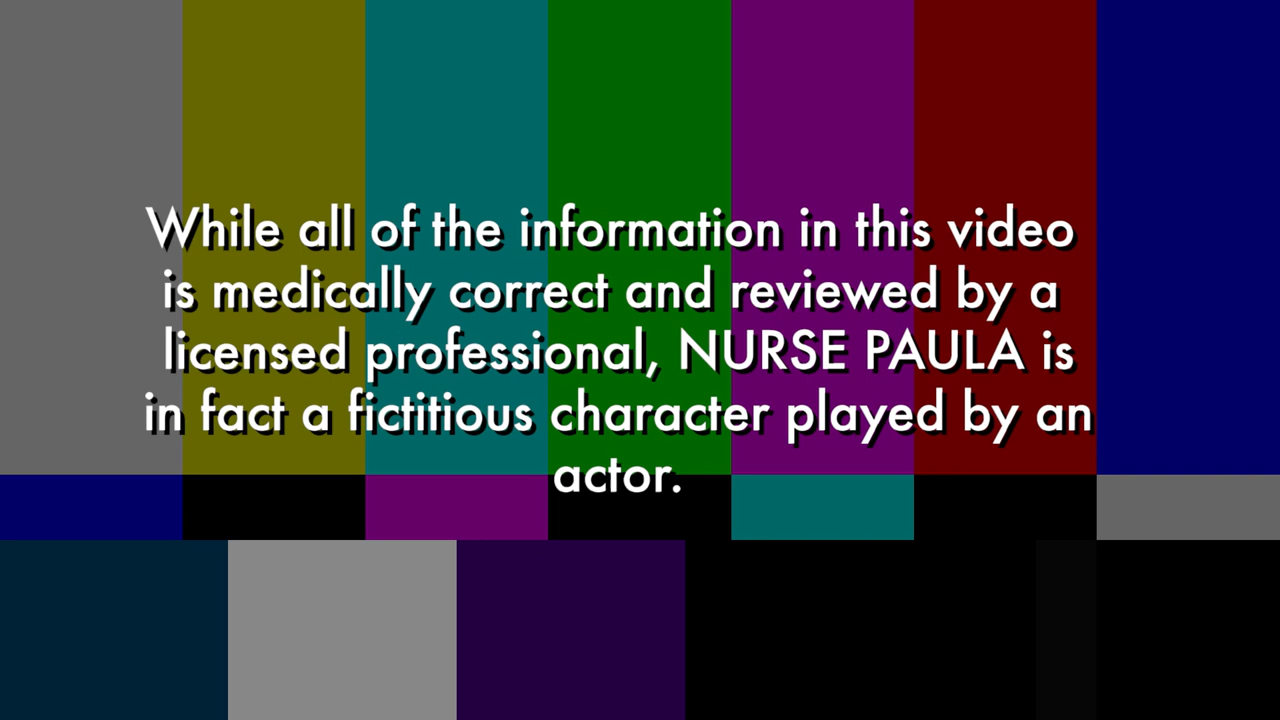 While all of the information in this video
is medically correct and reviewed by a
licensed professional, NURSE PAULA is
in fact a fictitious character played by an
actor.